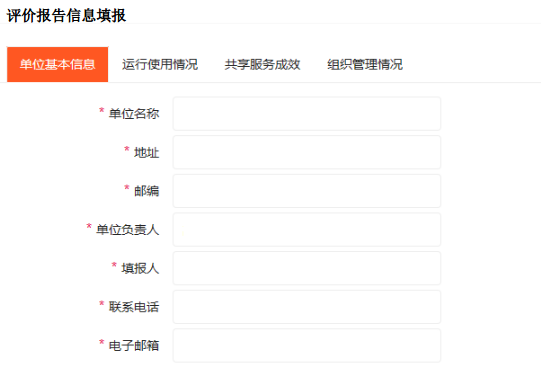 评价报告信息填报
单位基本信息 运行使用情况 共享服务成效 组织管理情况
* 单位名称
* 地址
* 邮编
* 单位负责人
* 填报人
* 联系电话
* 电子邮箱